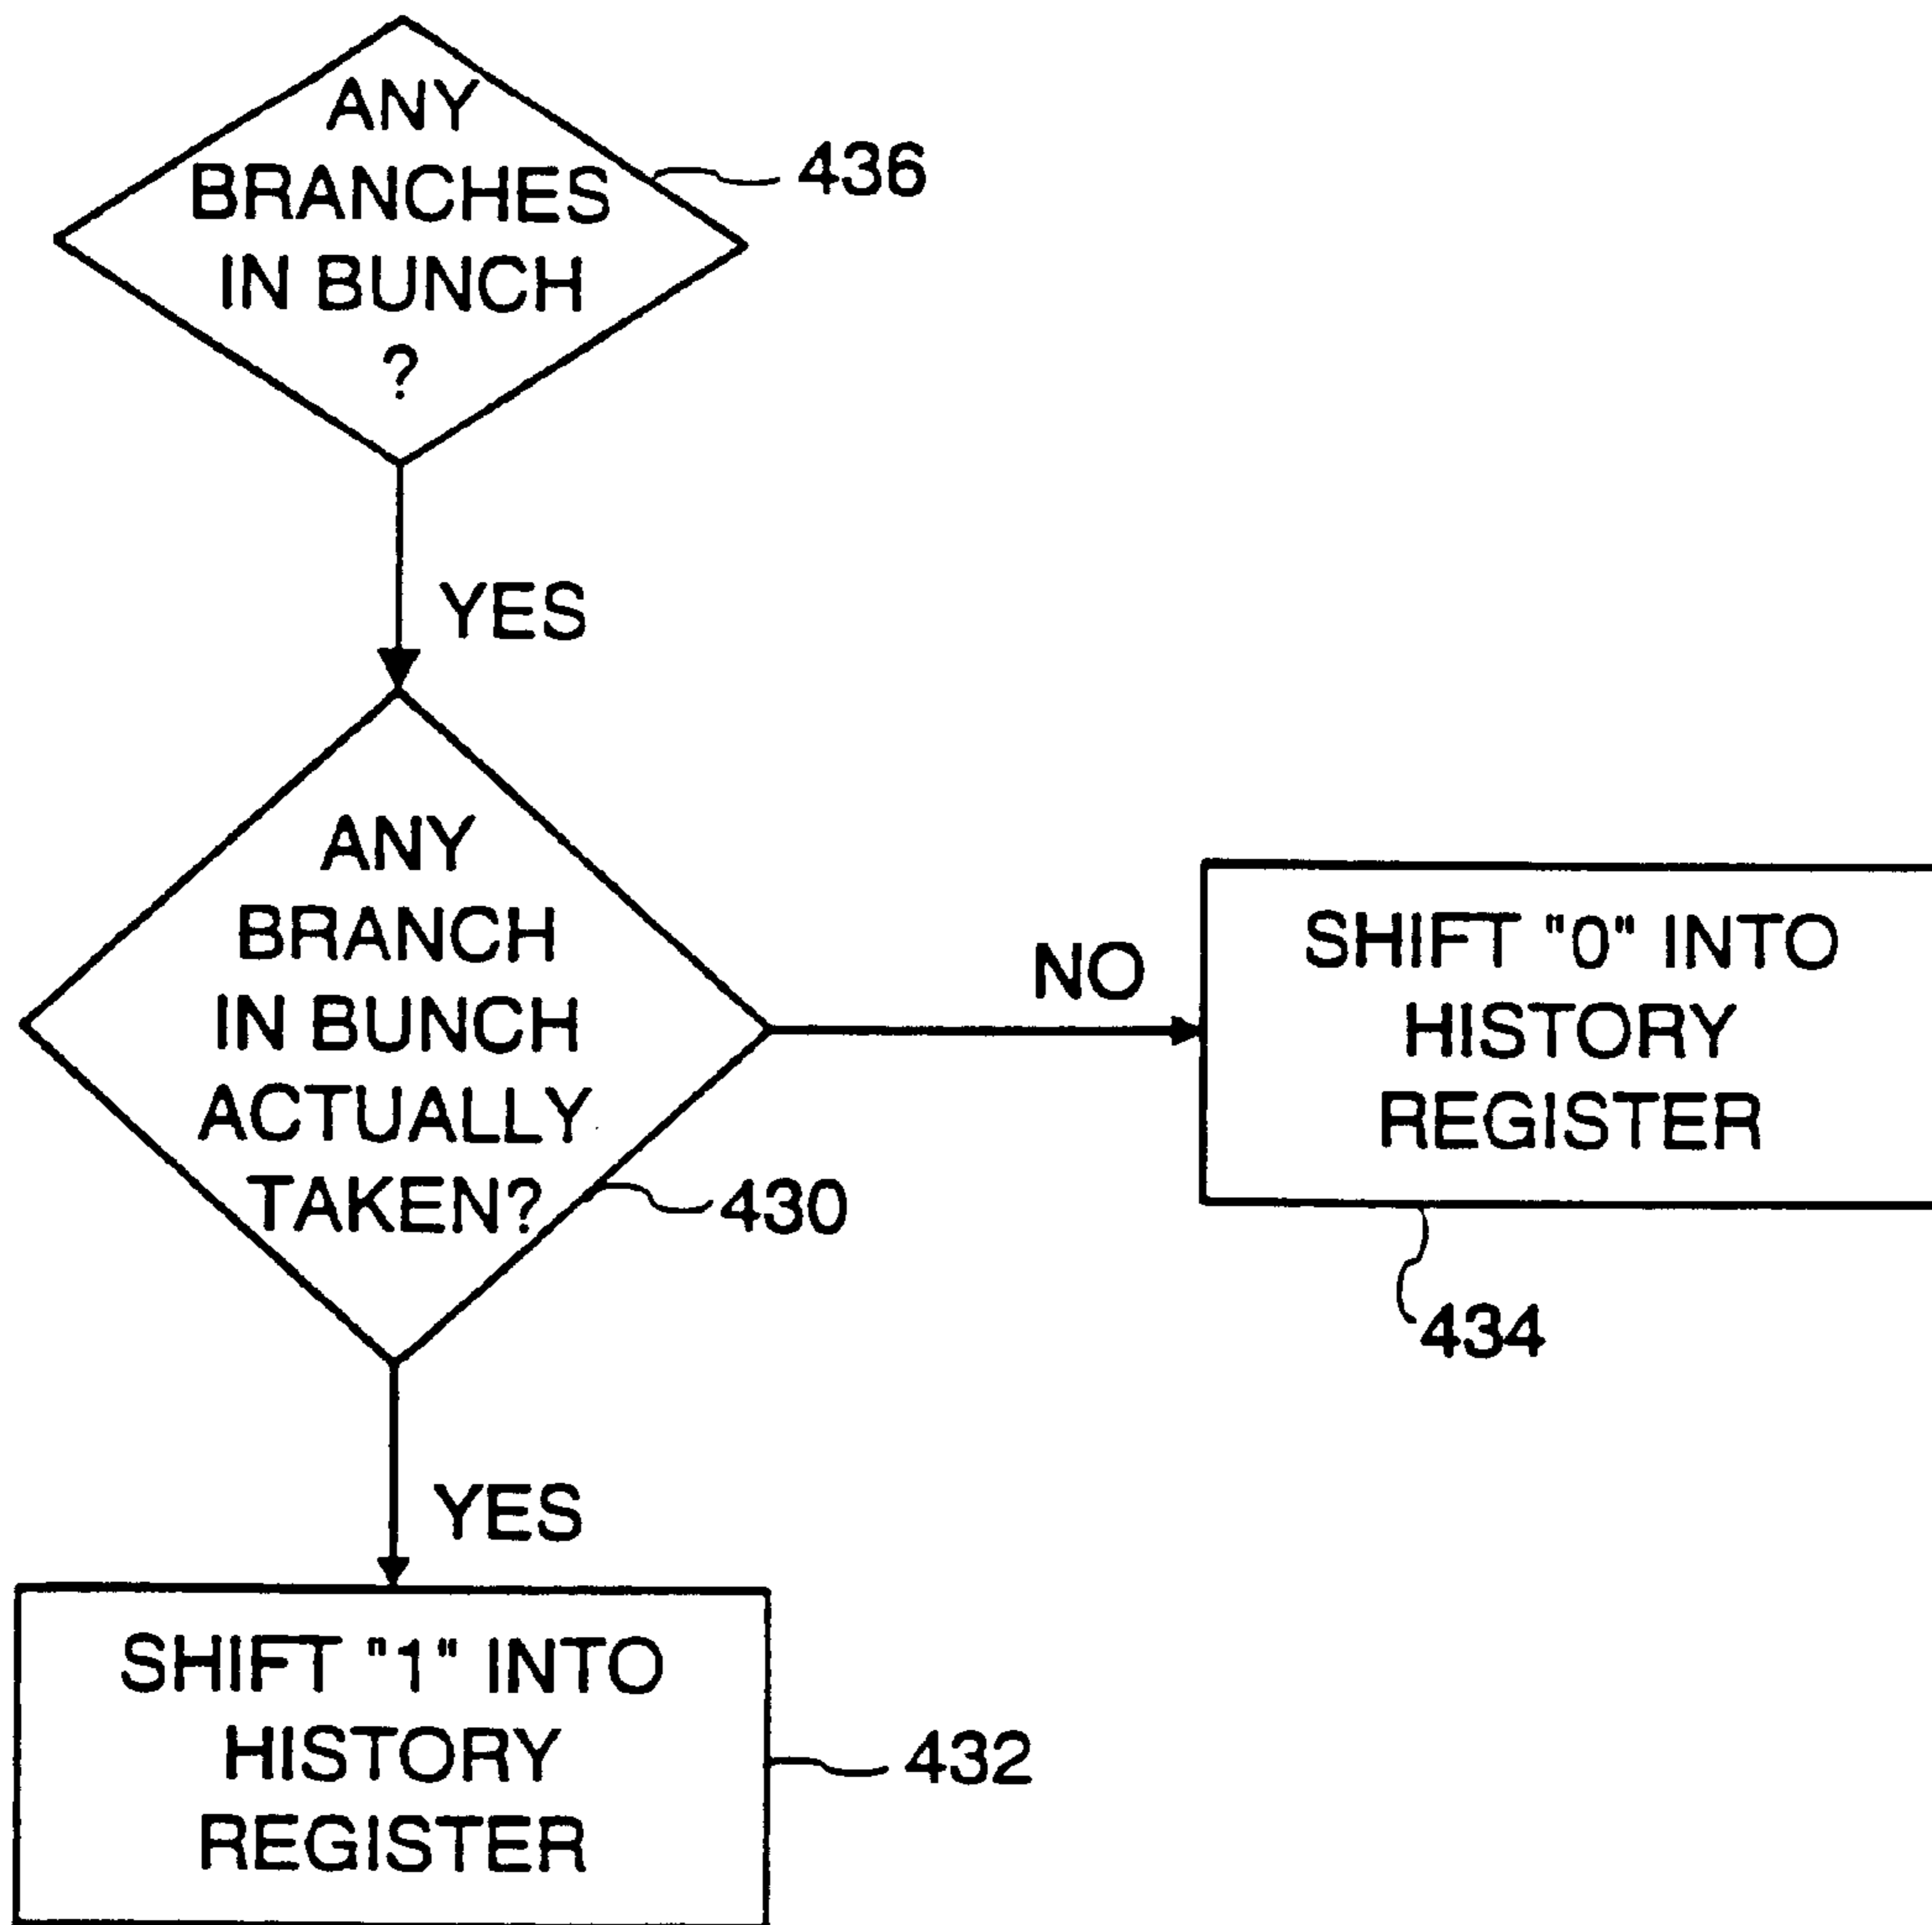 ANY
BRANCHES
IN BUNCH
?
436
YES
ANY
BRANCH
IN BUNCH
ACTUALLY
TAKEN?
430
NO
SHIFT "0" INTO
HISTORY
REGISTER
434
YES
SHIFT "1" INTO
HISTORY
REGISTER
432